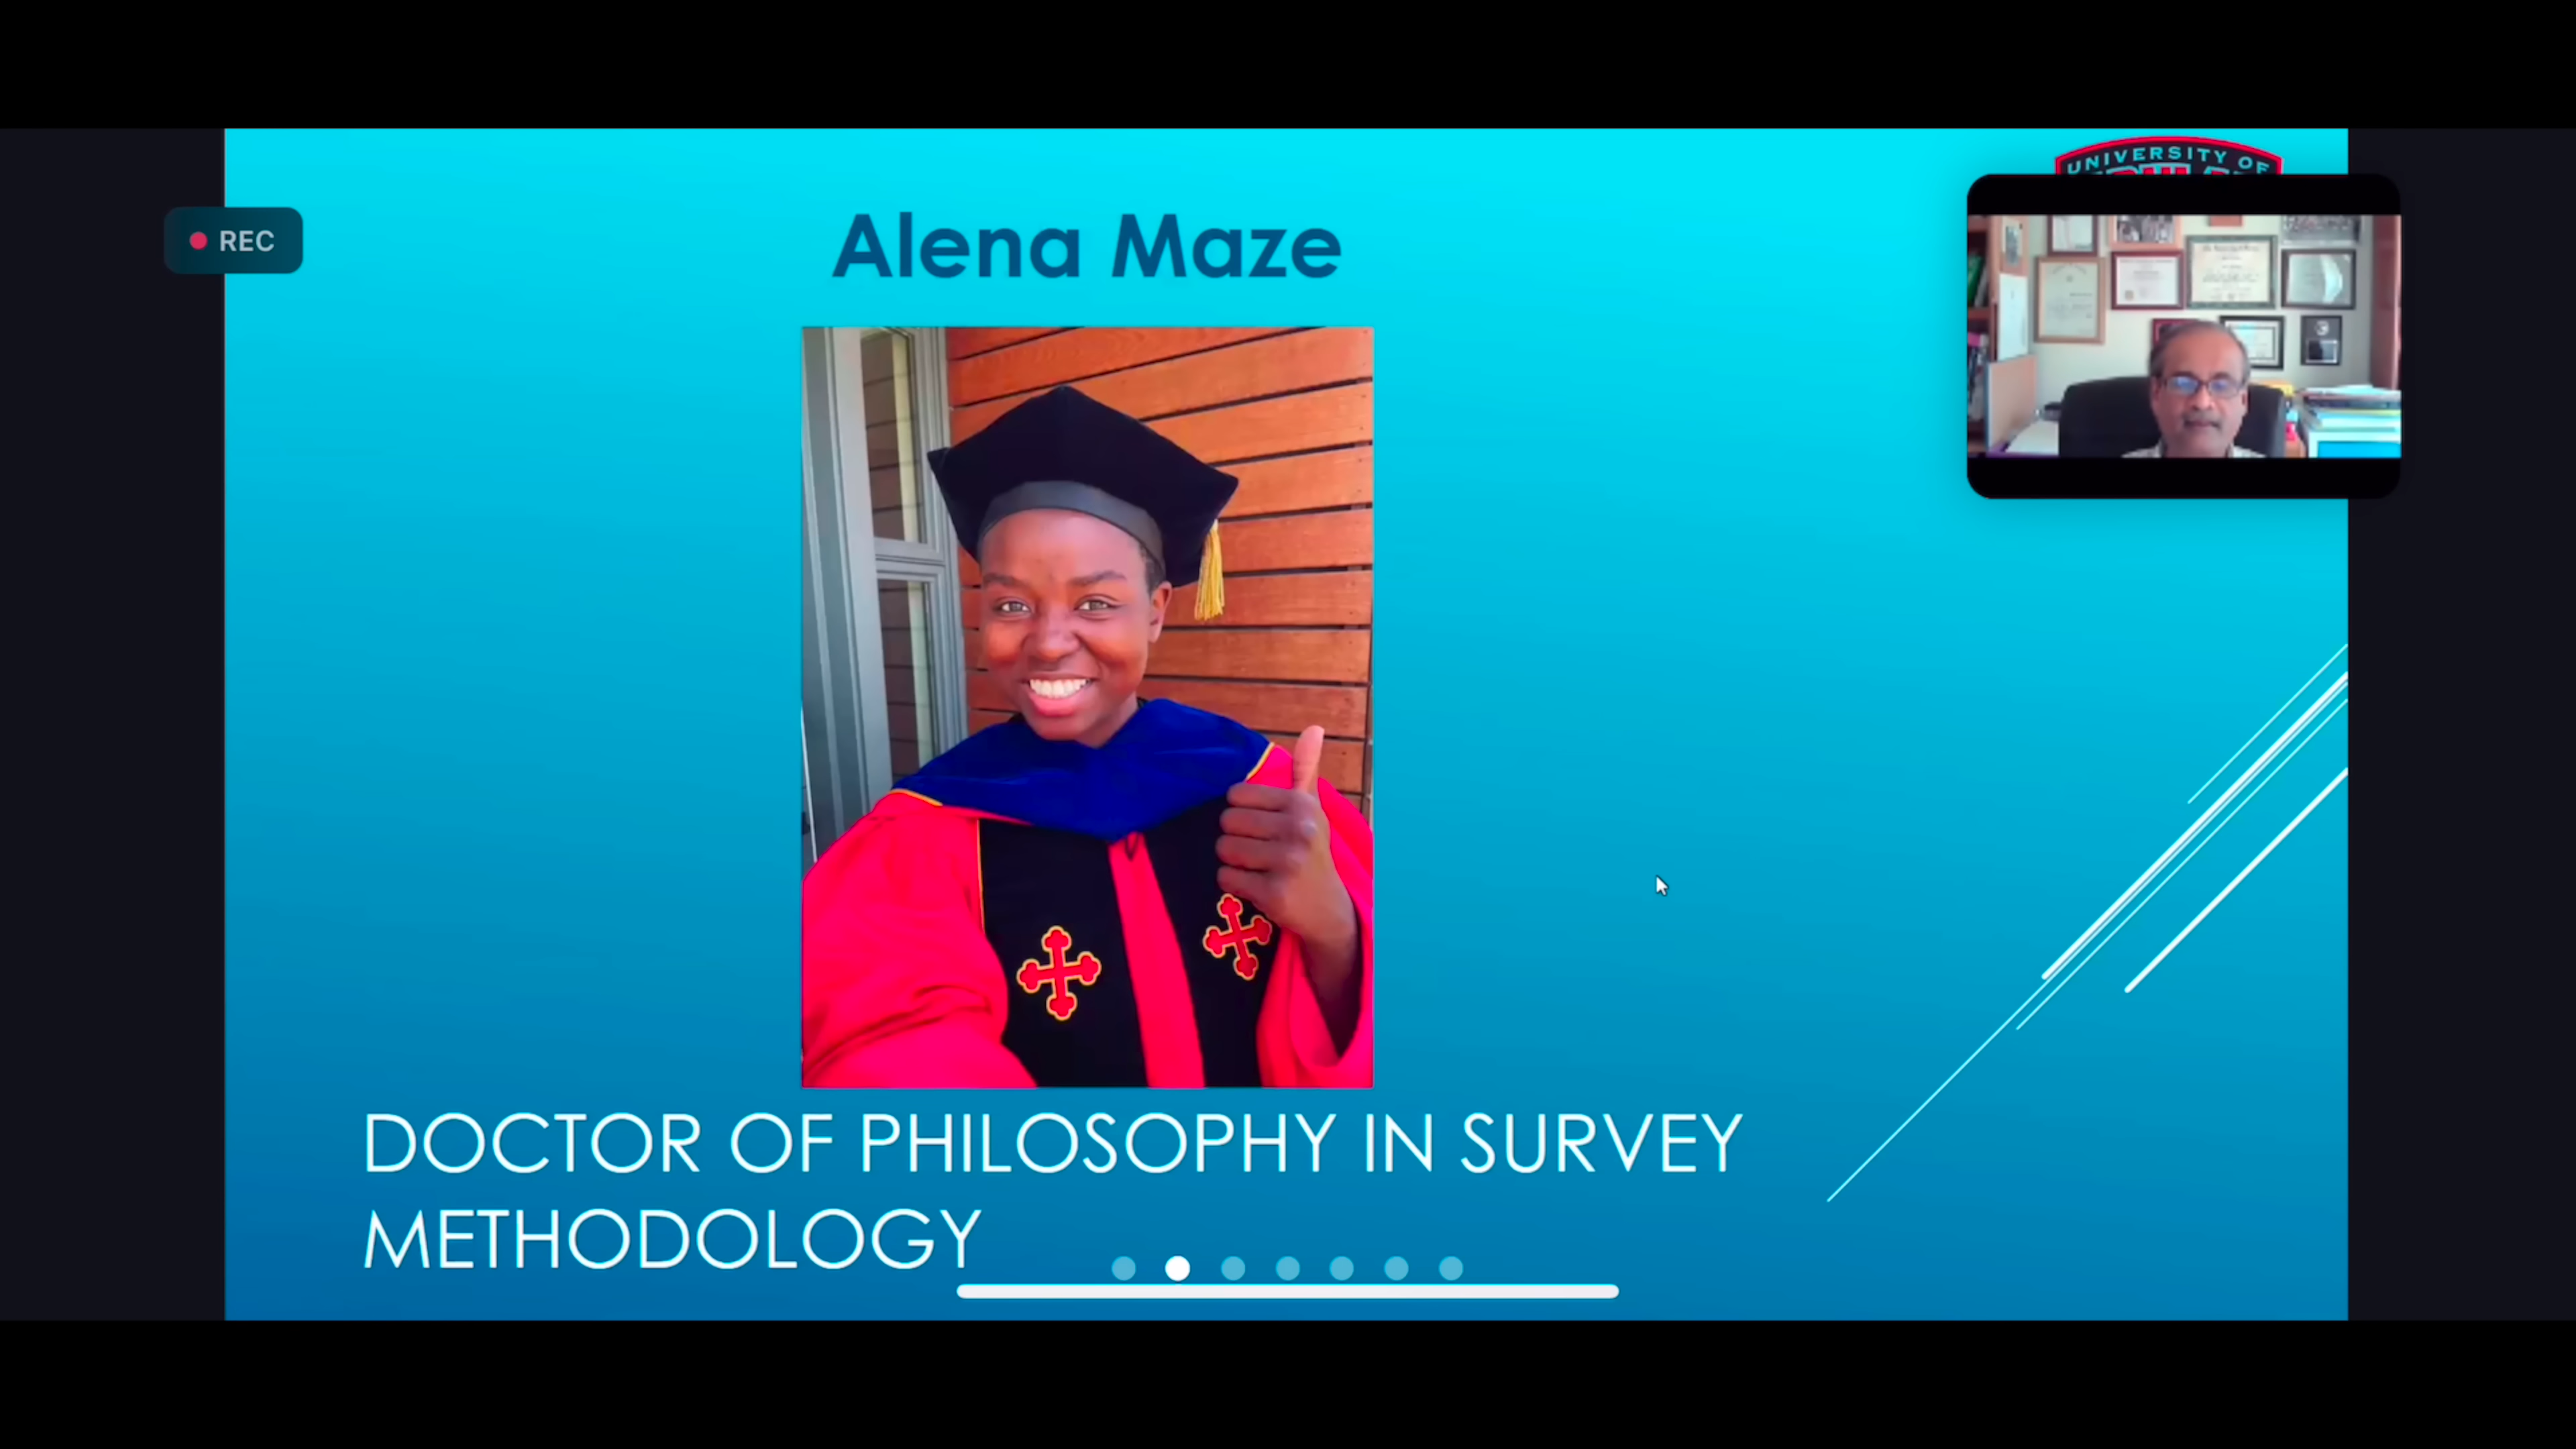 UNIVERSITY OF
REC
Alena Maze
DOCTOR OF PHILOSOPHY IN SURVEY
METHODOLOGY